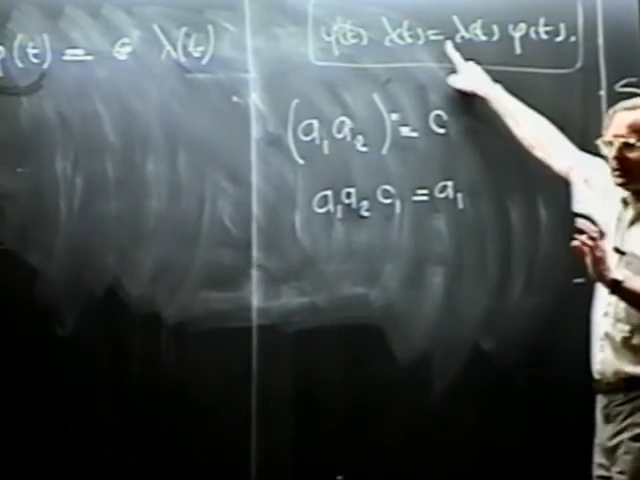 φ(t) = e λ(t)
φ(t) λ(t) = λ(t) φ(t).
(a₁a₂) = c
a₁a₂c₁ = a₁